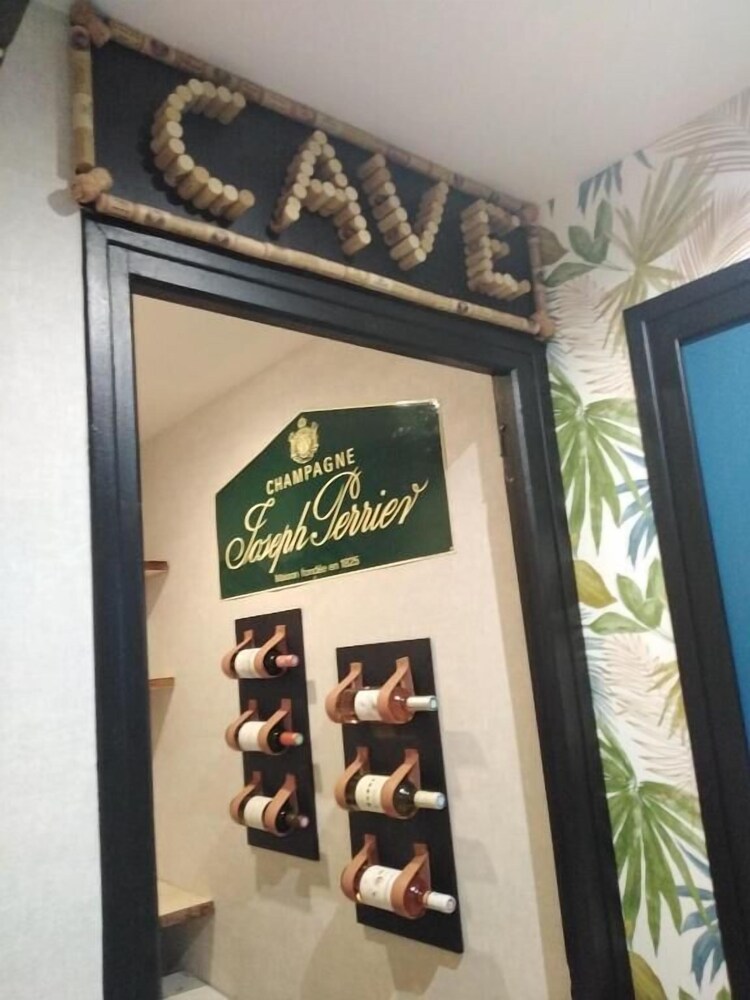 CAVE
CHAMPAGNE
Joseph Perrier
Maison fondée en 1825